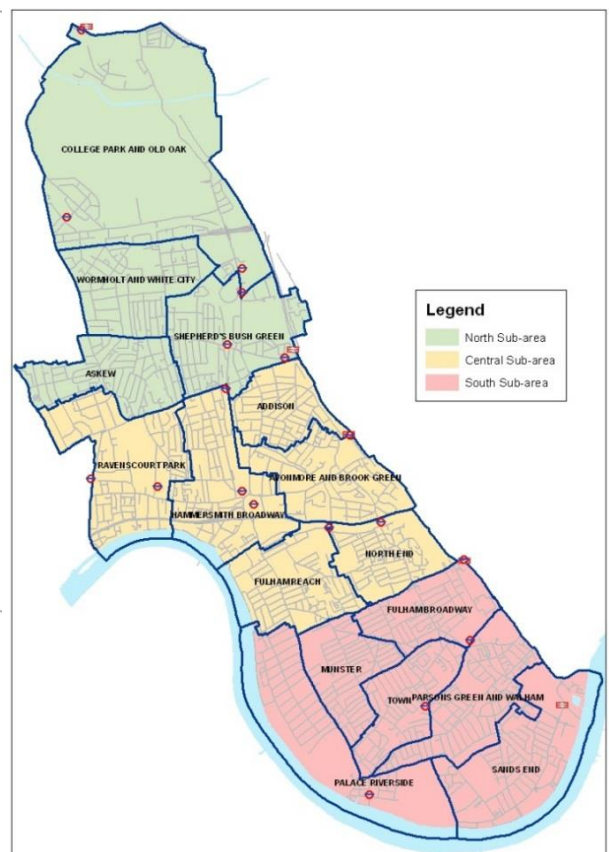 COLLEGE PARK AND OLD OAK
WORMHOLT AND WHITE CITY
SHEPHERD'S BUSH GREEN
ASKEW
Legend
North Sub-area
Central Sub-area
South Sub-area
ADDISON
RAVENSCOURT PARK
AVONMORE AND BROOK GREEN
HAMMERSMITH BROADWAY
NORTH END
FULHAM REACH
FULHAM BROADWAY
MUNSTER
TOWN
PARSONS GREEN AND WALHAM
SANDS END
PALACE RIVERSIDE